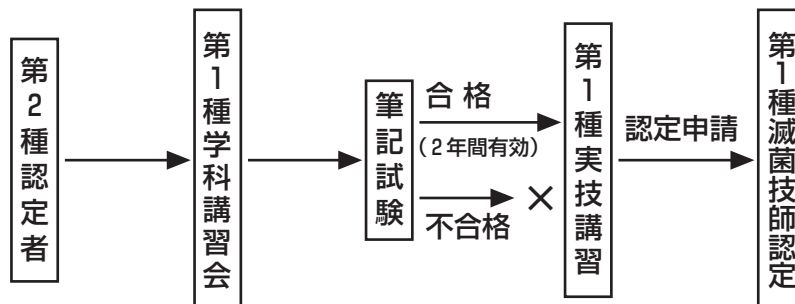 第2種認定者
第1種学科講習会
筆記試験
合 格
(2年間有効)
不合格
×
第1種実技講習
認定申請
第1種滅菌技師認定